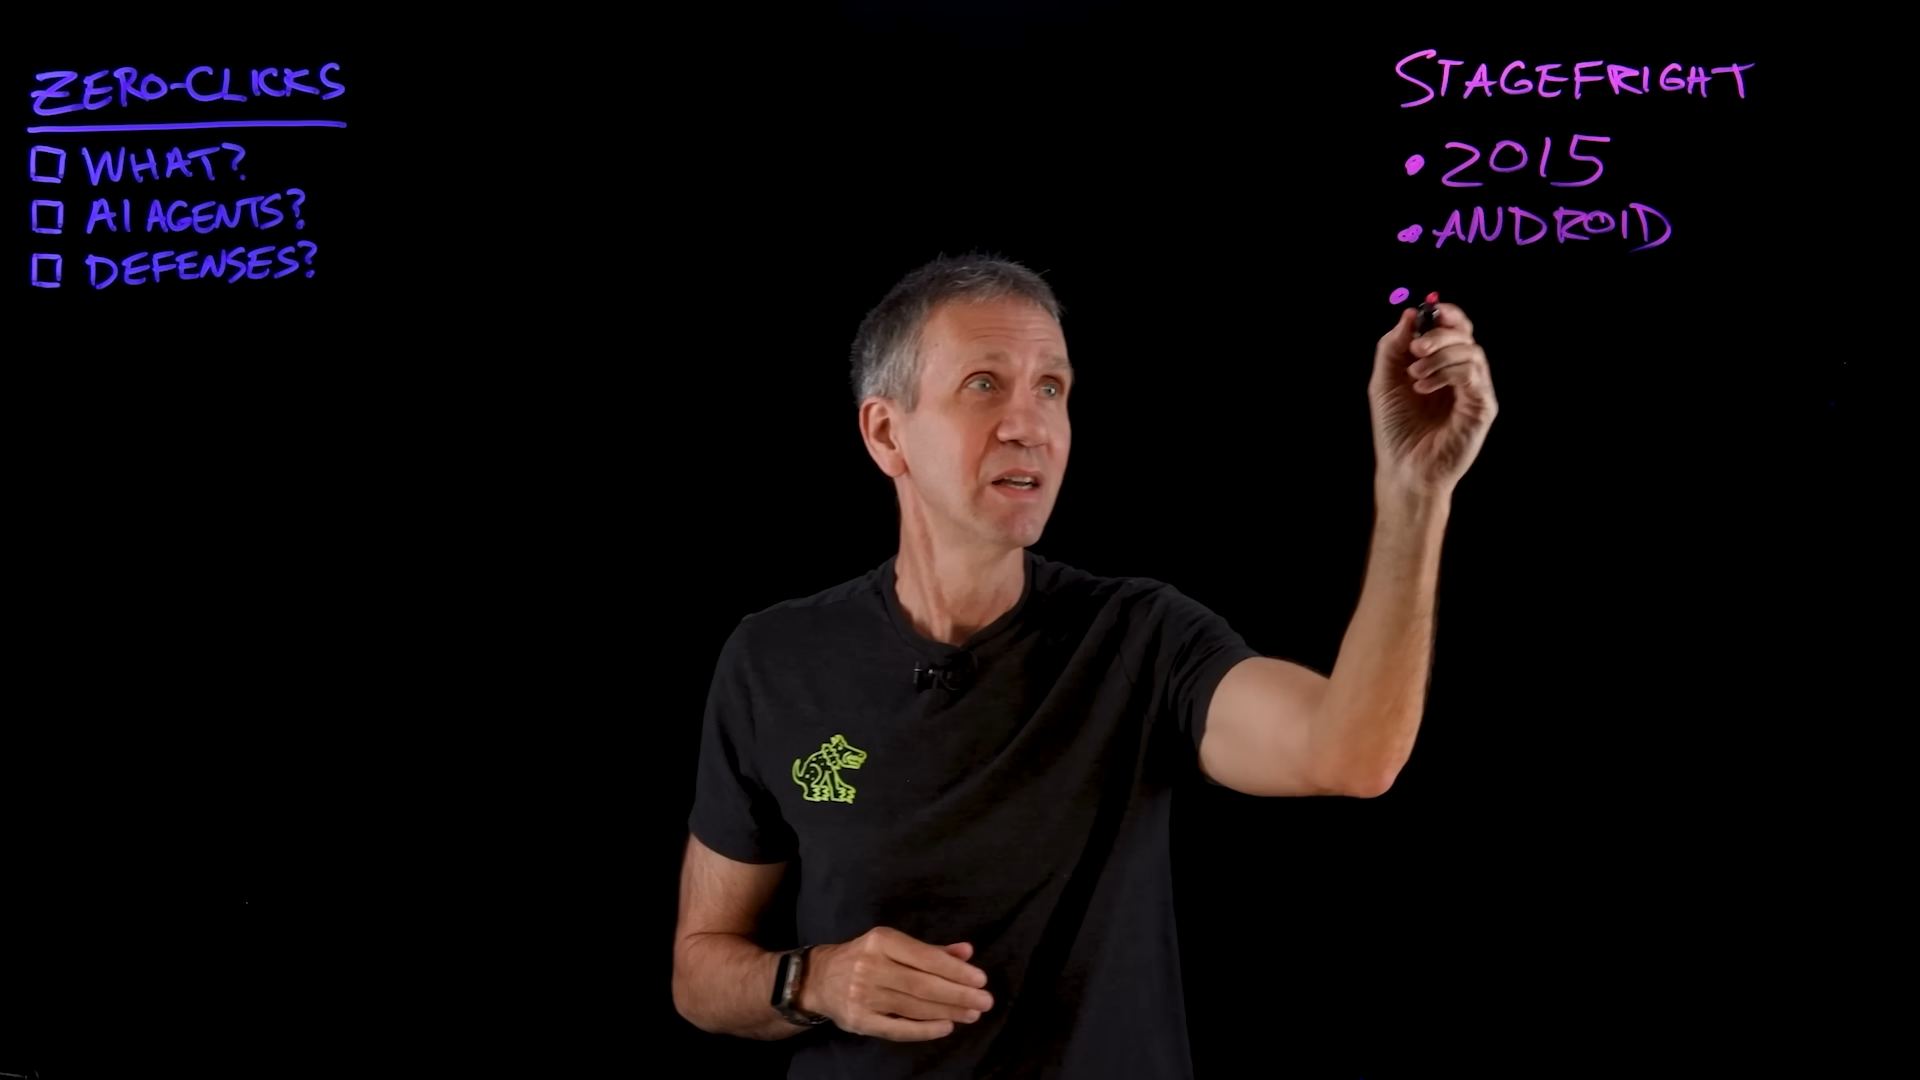 ZERO-CLICKS
☐ WHAT?
☐ AI AGENTS?
☐ DEFENSES?
STAGEFRIGHT
• 2015
• ANDROID
•